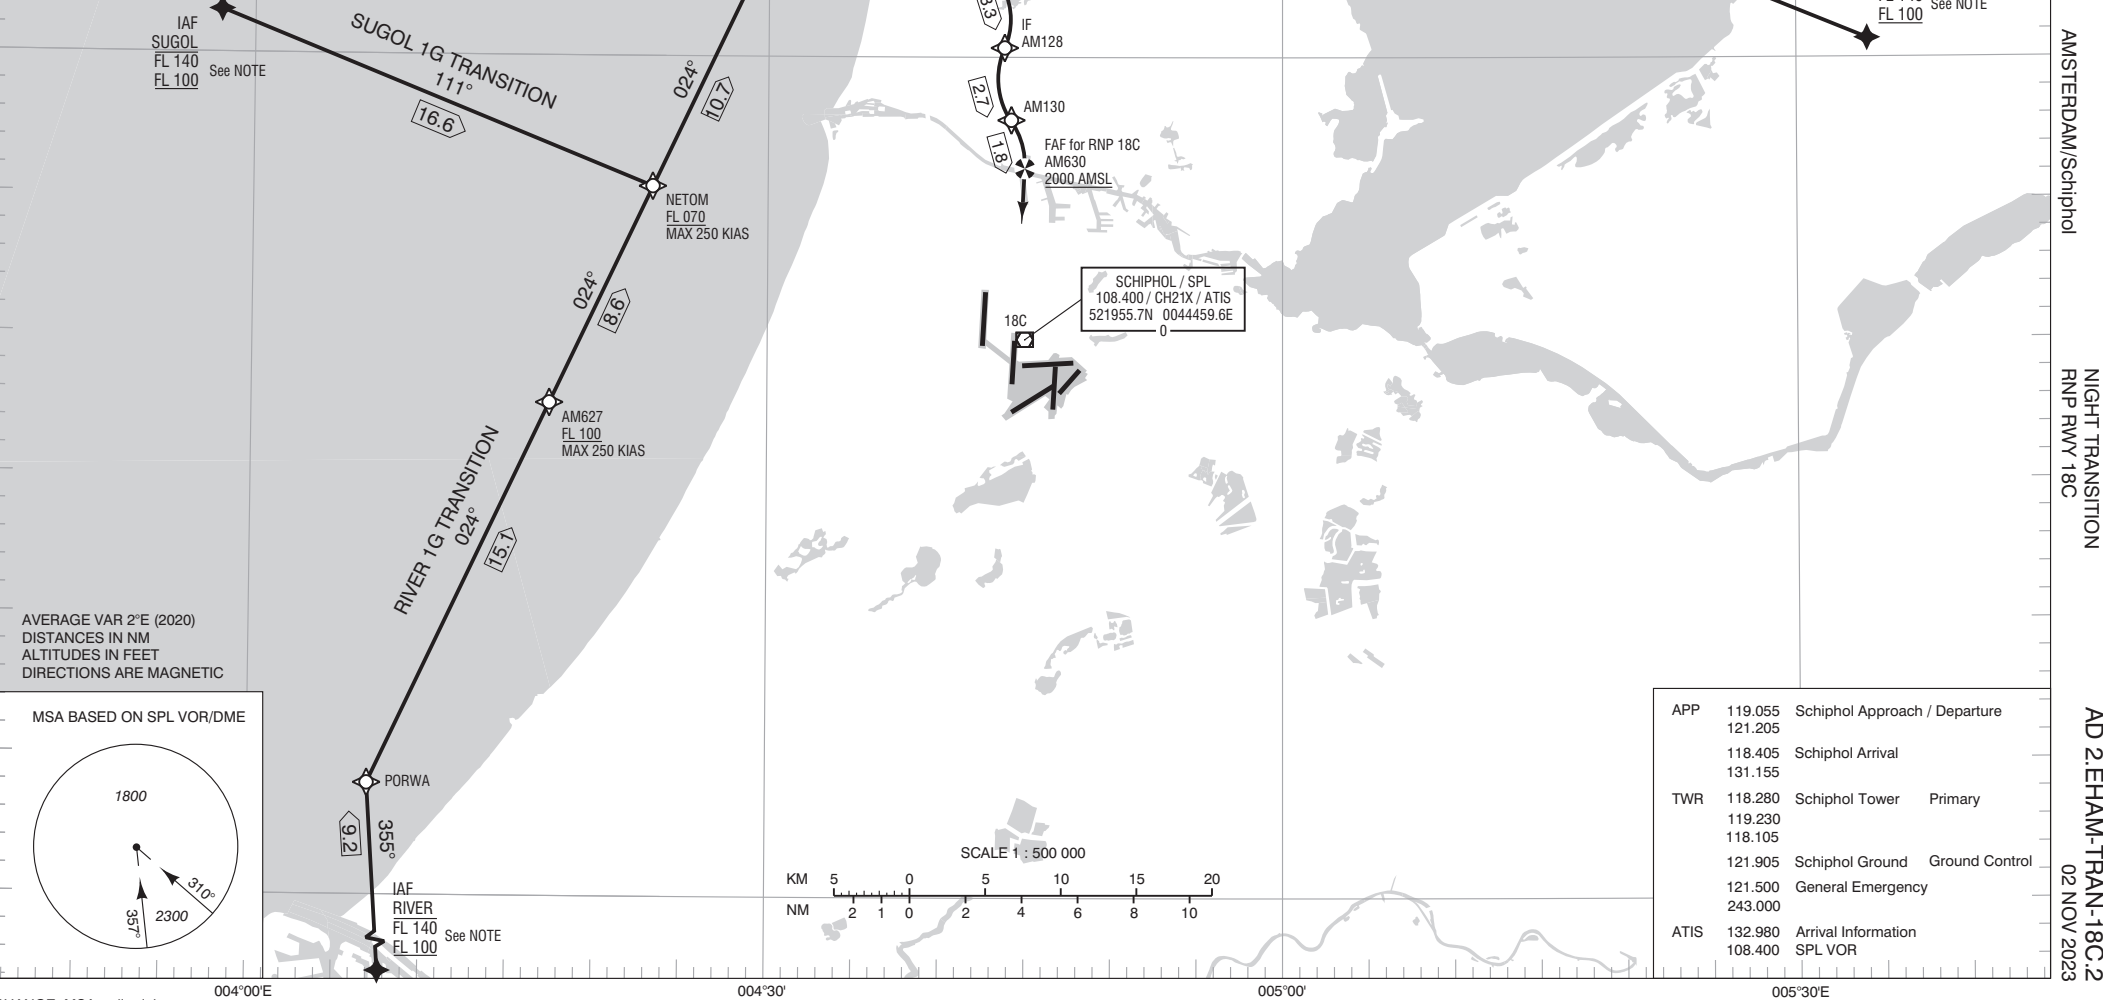 IAF
SUGOL
FL 140
FL 100
See NOTE
SUGOL 1G TRANSITION
111°
16.6
024°
10.7
3.3
IF
AM128
2.7
AM130
1.8
FAF for RNP 18C
AM630
2000 AMSL
FL 100
See NOTE
NETOM
FL 070
MAX 250 KIAS
024°
8.6
SCHIPHOL / SPL
108.400 / CH21X / ATIS
521955.7N 0044459.6E
0
18C
AM627
FL 100
MAX 250 KIAS
RIVER 1G TRANSITION
024°
15.1
AVERAGE VAR 2°E (2020)
DISTANCES IN NM
ALTITUDES IN FEET
DIRECTIONS ARE MAGNETIC
MSA BASED ON SPL VOR/DME
1800
310°
357°
2300
PORWA
9.2
355°
IAF
RIVER
FL 140
FL 100
See NOTE
SCALE 1 : 500 000
KM 5 0 5 10 15 20
NM 2 1 0 2 4 6 8 10
APP 119.055 Schiphol Approach / Departure
121.205
118.405 Schiphol Arrival
131.155
TWR 118.280 Schiphol Tower Primary
119.230
118.105
121.905 Schiphol Ground Ground Control
121.500 General Emergency
243.000
ATIS 132.980 Arrival Information
108.400 SPL VOR
004°00'E
004°30'
005°00'
005°30'E
AMSTERDAM/Schiphol
NIGHT TRANSITION
RNP RWY 18C
AD 2.EHAM-TRAN-18C.2
02 NOV 2023